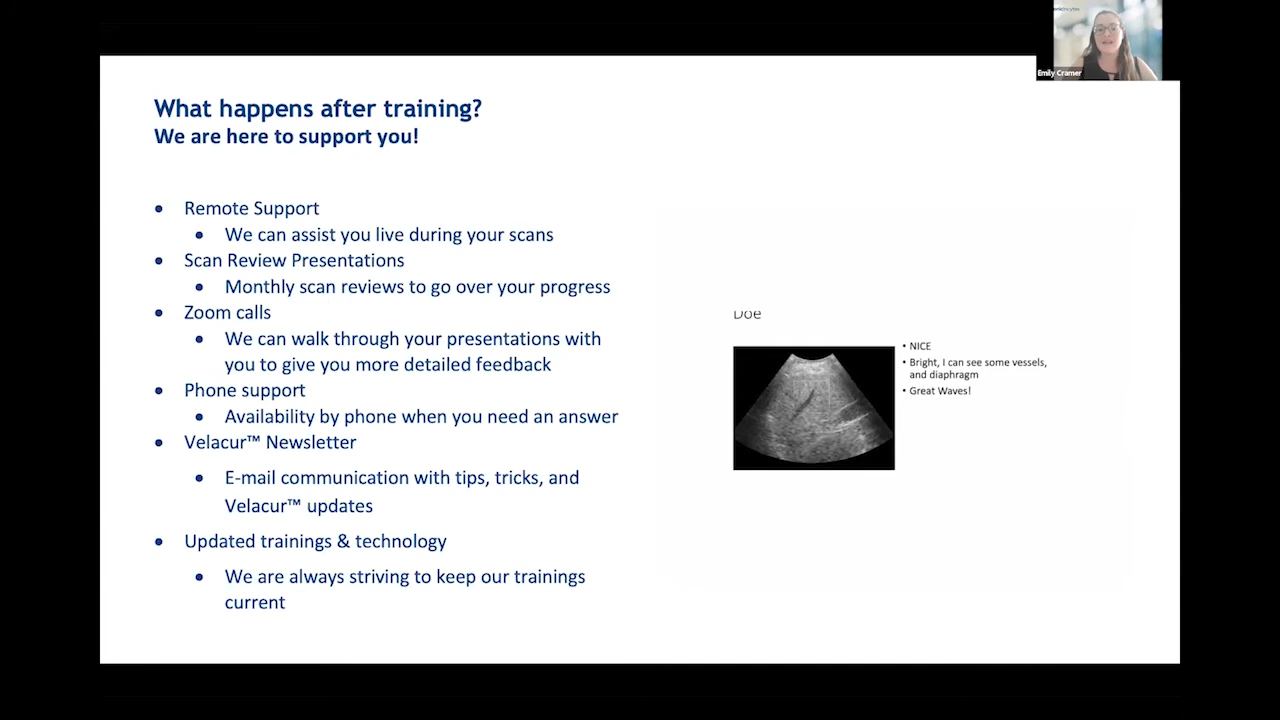 What happens after training?
We are here to support you!
• Remote Support
• We can assist you live during your scans
• Scan Review Presentations
• Monthly scan reviews to go over your progress
• Zoom calls
• We can walk through your presentations with
you to give you more detailed feedback
• Phone support
• Availability by phone when you need an answer
• Velacur™ Newsletter
• E-mail communication with tips, tricks, and
Velacur™ updates
• Updated trainings & technology
• We are always striving to keep our trainings
current
Doe
• NICE
• Bright, I can see some vessels,
and diaphragm
• Great Waves!
Emily Cramer